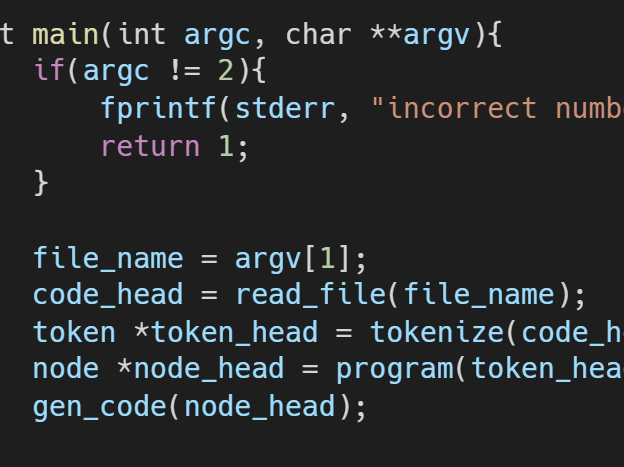 t main(int argc, char **argv){
if(argc != 2){
fprintf(stderr, "incorrect numb
return 1;
}
file_name = argv[1];
code_head = read_file(file_name);
token *token_head = tokenize(code_h
node *node_head = program(token_hea
gen_code(node_head);